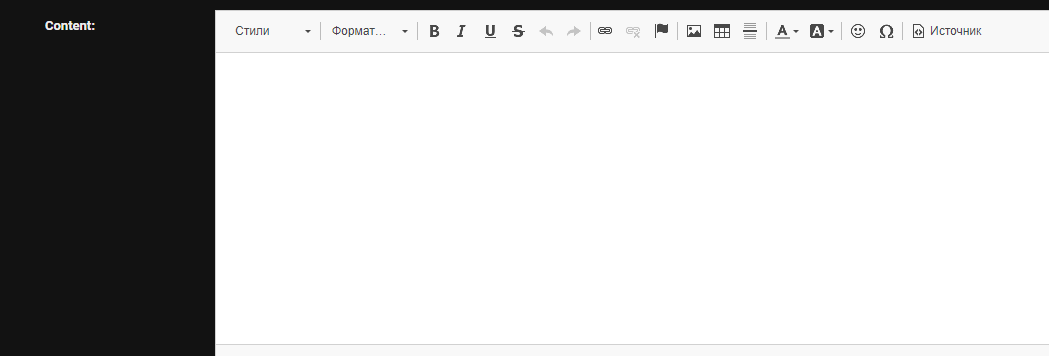 Content:
Стили Формат... B I U S A A Ω Источник